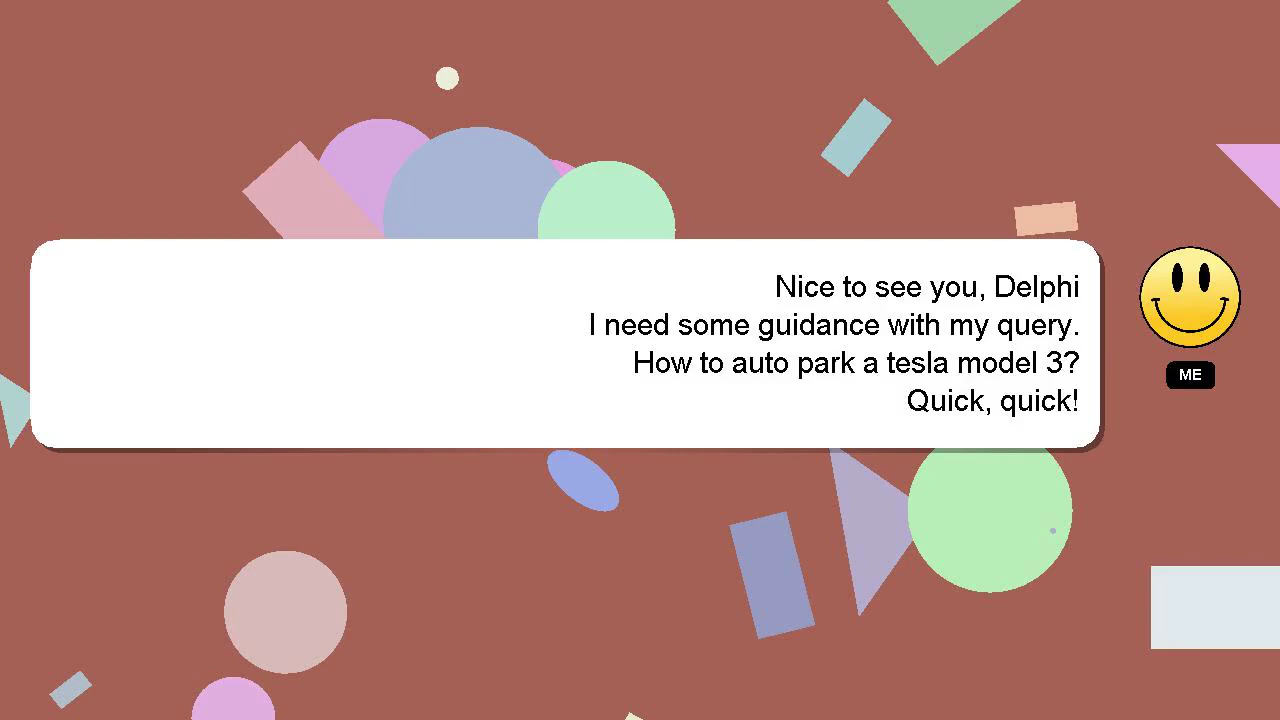 Nice to see you, Delphi
I need some guidance with my query.
How to auto park a tesla model 3?
Quick, quick!
ME